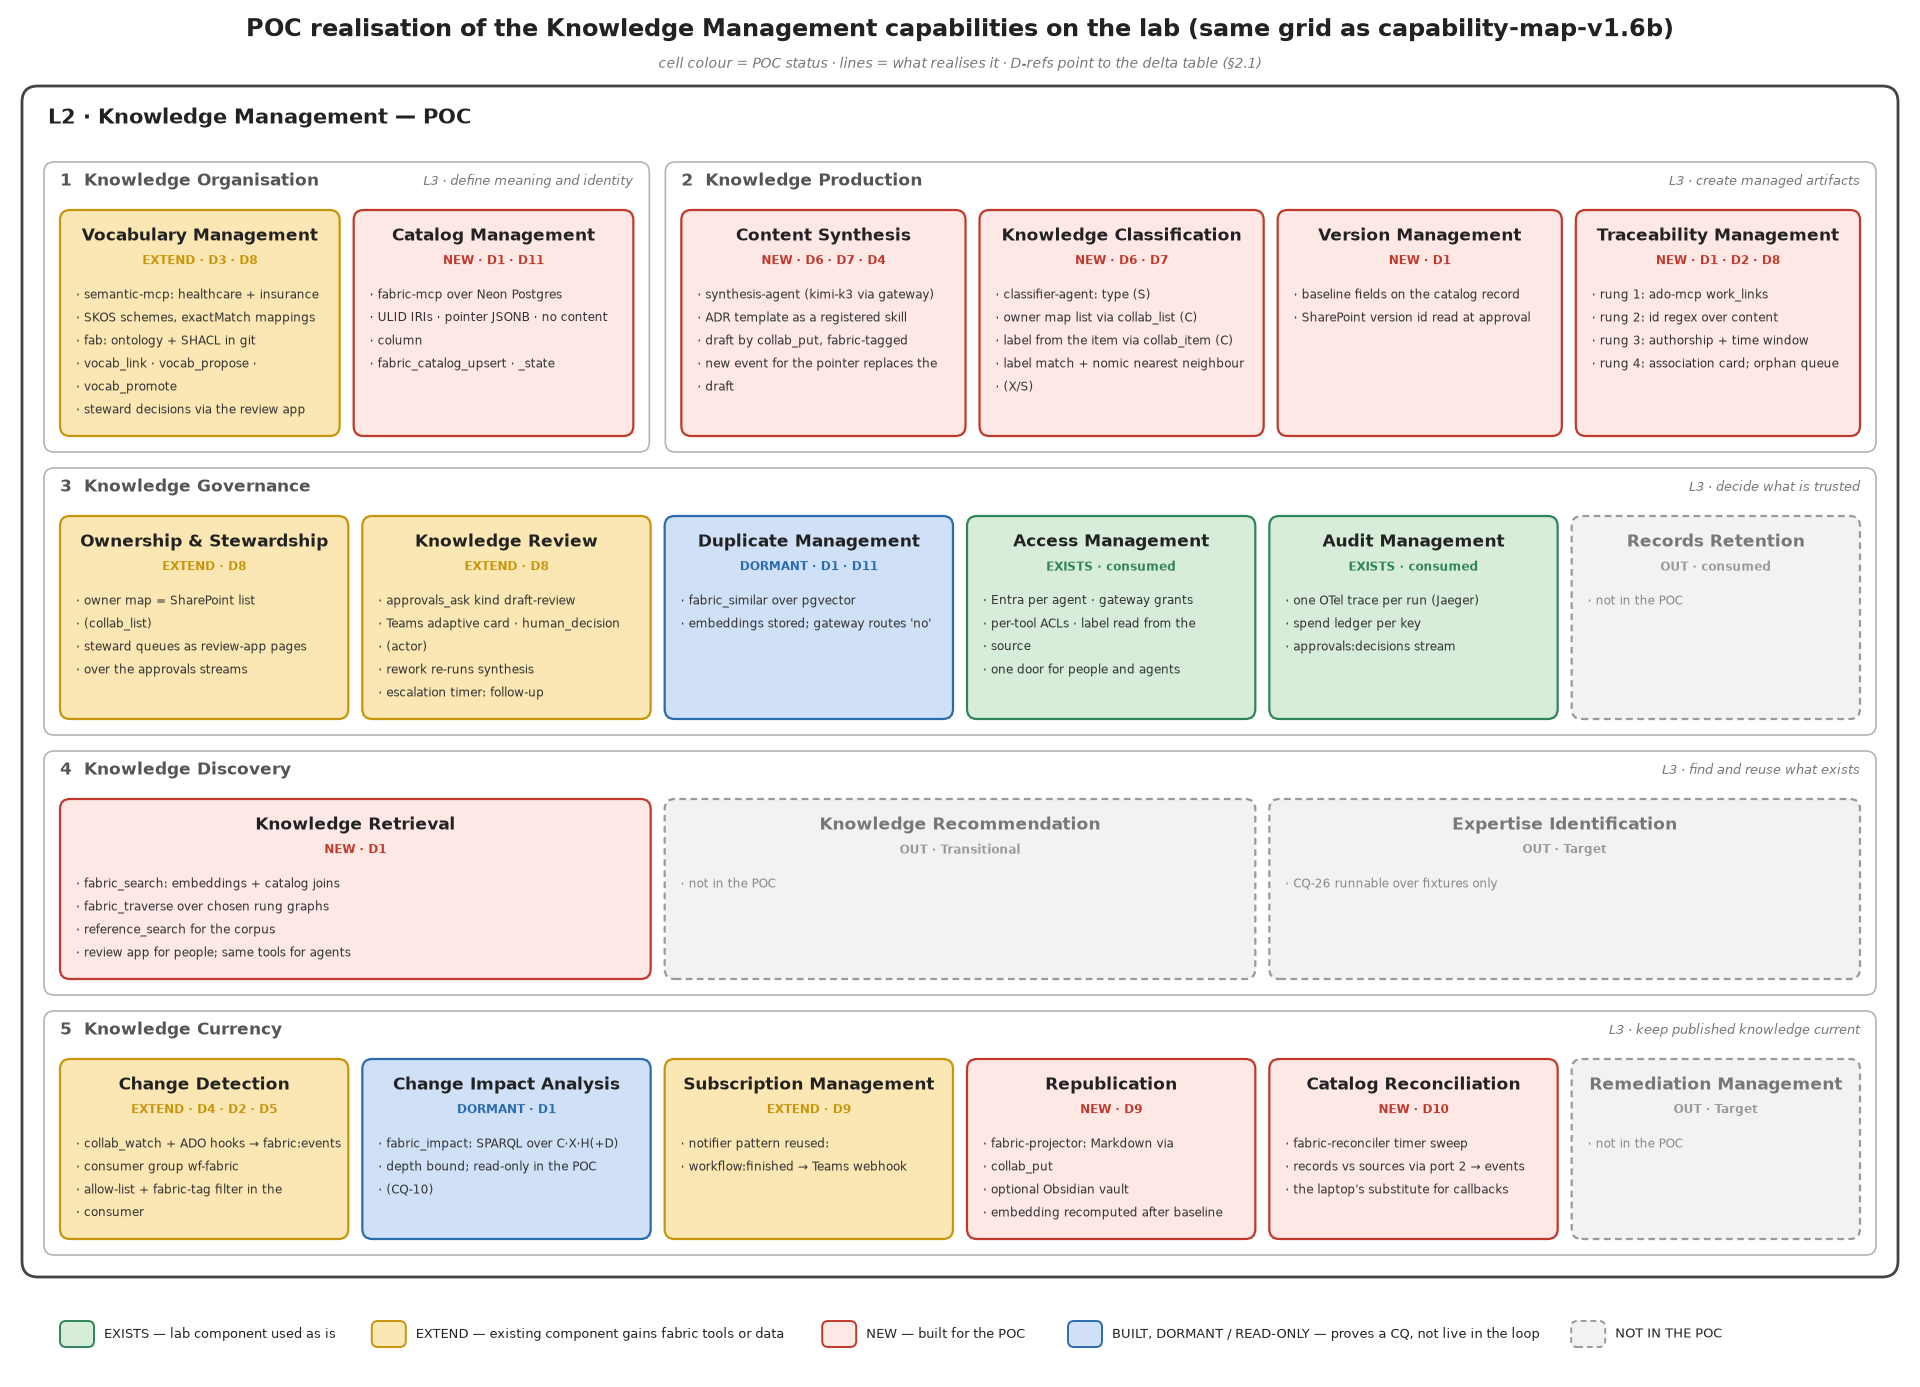 POC realisation of the Knowledge Management capabilities on the lab (same grid as capability-map-v1.6b)
cell colour = POC status · lines = what realises it · D-refs point to the delta table (§2.1)
L2 · Knowledge Management — POC
1 Knowledge Organisation
L3 · define meaning and identity
Vocabulary Management
EXTEND · D3 · D8
· semantic-mcp: healthcare + insurance
· SKOS schemes, exactMatch mappings
· fab: ontology + SHACL in git
· vocab_link · vocab_propose ·
· vocab_promote
· steward decisions via the review app
Catalog Management
NEW · D1 · D11
· fabric-mcp over Neon Postgres
· ULID IRIs · pointer JSONB · no content
· column
· fabric_catalog_upsert · _state
2 Knowledge Production
L3 · create managed artifacts
Content Synthesis
NEW · D6 · D7 · D4
· synthesis-agent (kimi-k3 via gateway)
· ADR template as a registered skill
· draft by collab_put, fabric-tagged
· new event for the pointer replaces the
· draft
Knowledge Classification
NEW · D6 · D7
· classifier-agent: type (S)
· owner map list via collab_list (C)
· label from the item via collab_item (C)
· label match + nomic nearest neighbour
· (X/S)
Version Management
NEW · D1
· baseline fields on the catalog record
· SharePoint version id read at approval
Traceability Management
NEW · D1 · D2 · D8
· rung 1: ado-mcp work_links
· rung 2: id regex over content
· rung 3: authorship + time window
· rung 4: association card; orphan queue
3 Knowledge Governance
L3 · decide what is trusted
Ownership & Stewardship
EXTEND · D8
· owner map = SharePoint list
· (collab_list)
· steward queues as review-app pages
· over the approvals streams
Knowledge Review
EXTEND · D8
· approvals_ask kind draft-review
· Teams adaptive card · human_decision
· (actor)
· rework re-runs synthesis
· escalation timer: follow-up
Duplicate Management
DORMANT · D1 · D11
· fabric_similar over pgvector
· embeddings stored; gateway routes 'no'
Access Management
EXISTS · consumed
· Entra per agent · gateway grants
· per-tool ACLs · label read from the
· source
· one door for people and agents
Audit Management
EXISTS · consumed
· one OTel trace per run (Jaeger)
· spend ledger per key
· approvals:decisions stream
Records Retention
OUT · consumed
· not in the POC
4 Knowledge Discovery
L3 · find and reuse what exists
Knowledge Retrieval
NEW · D1
· fabric_search: embeddings + catalog joins
· fabric_traverse over chosen rung graphs
· reference_search for the corpus
· review app for people; same tools for agents
Knowledge Recommendation
OUT · Transitional
· not in the POC
Expertise Identification
OUT · Target
· CQ-26 runnable over fixtures only
5 Knowledge Currency
L3 · keep published knowledge current
Change Detection
EXTEND · D4 · D2 · D5
· collab_watch + ADO hooks → fabric:events
· consumer group wf-fabric
· allow-list + fabric-tag filter in the
· consumer
Change Impact Analysis
DORMANT · D1
· fabric_impact: SPARQL over C·X·H(+D)
· depth bound; read-only in the POC
· (CQ-10)
Subscription Management
EXTEND · D9
· notifier pattern reused:
· workflow:finished → Teams webhook
Republication
NEW · D9
· fabric-projector: Markdown via
· collab_put
· optional Obsidian vault
· embedding recomputed after baseline
Catalog Reconciliation
NEW · D10
· fabric-reconciler timer sweep
· records vs sources via port 2 → events
· the laptop's substitute for callbacks
Remediation Management
OUT · Target
· not in the POC
EXISTS — lab component used as is
EXTEND — existing component gains fabric tools or data
NEW — built for the POC
BUILT, DORMANT / READ-ONLY — proves a CQ, not live in the loop
NOT IN THE POC